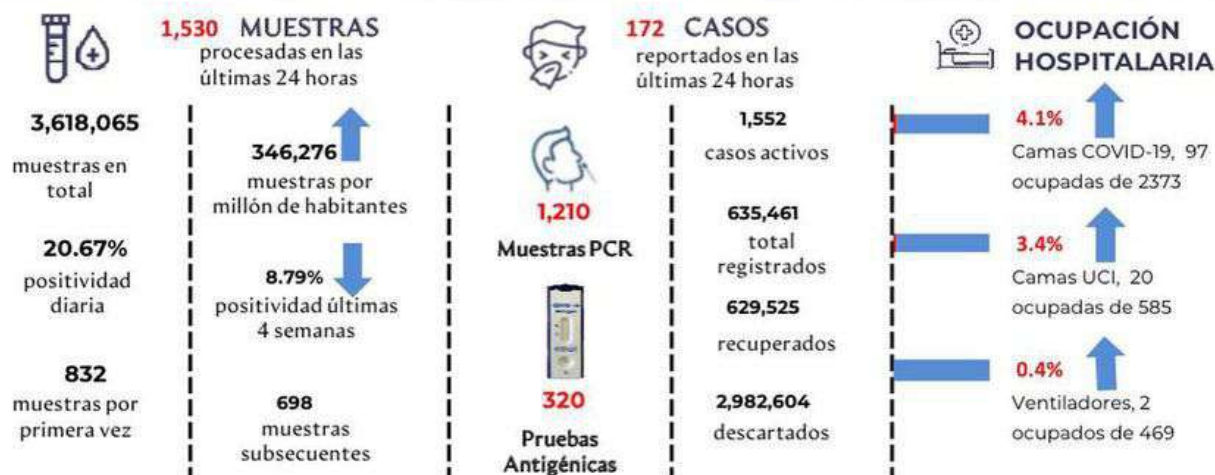 1,530 MUESTRAS
procesadas en las
últimas 24 horas
3,618,065
muestras en
total
20.67%
positividad
diaria
832
muestras por
primera vez
346,276
muestras por
millón de habitantes
8.79%
positividad últimas
4 semanas
698
muestras
subsecuentes
172 CASOS
reportados en las
últimas 24 horas
1,210
Muestras PCR
320
Pruebas
Antigénicas
1,552
casos activos
635,461
total
registrados
629,525
recuperados
2,982,604
descartados
OCUPACIÓN
HOSPITALARIA
4.1%
Camas COVID-19, 97
ocupadas de 2373
3.4%
Camas UCI, 20
ocupadas de 585
0.4%
Ventiladores, 2
ocupados de 469